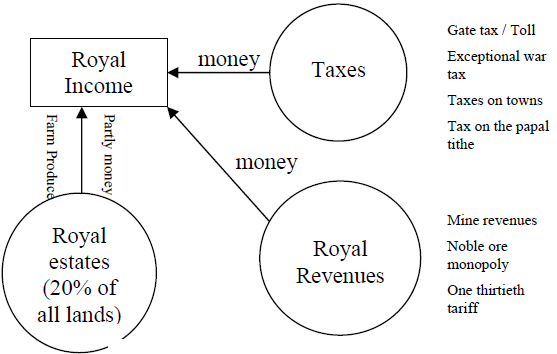 Royal
Income
money
Taxes
Gate tax / Toll
Exceptional war
tax
Taxes on towns
Tax on the papal
tithe
Farm Produce
Partly money
money
Royal
estates
(20% of
all lands)
Royal
Revenues
Mine revenues
Noble ore
monopoly
One thirtieth
tariff